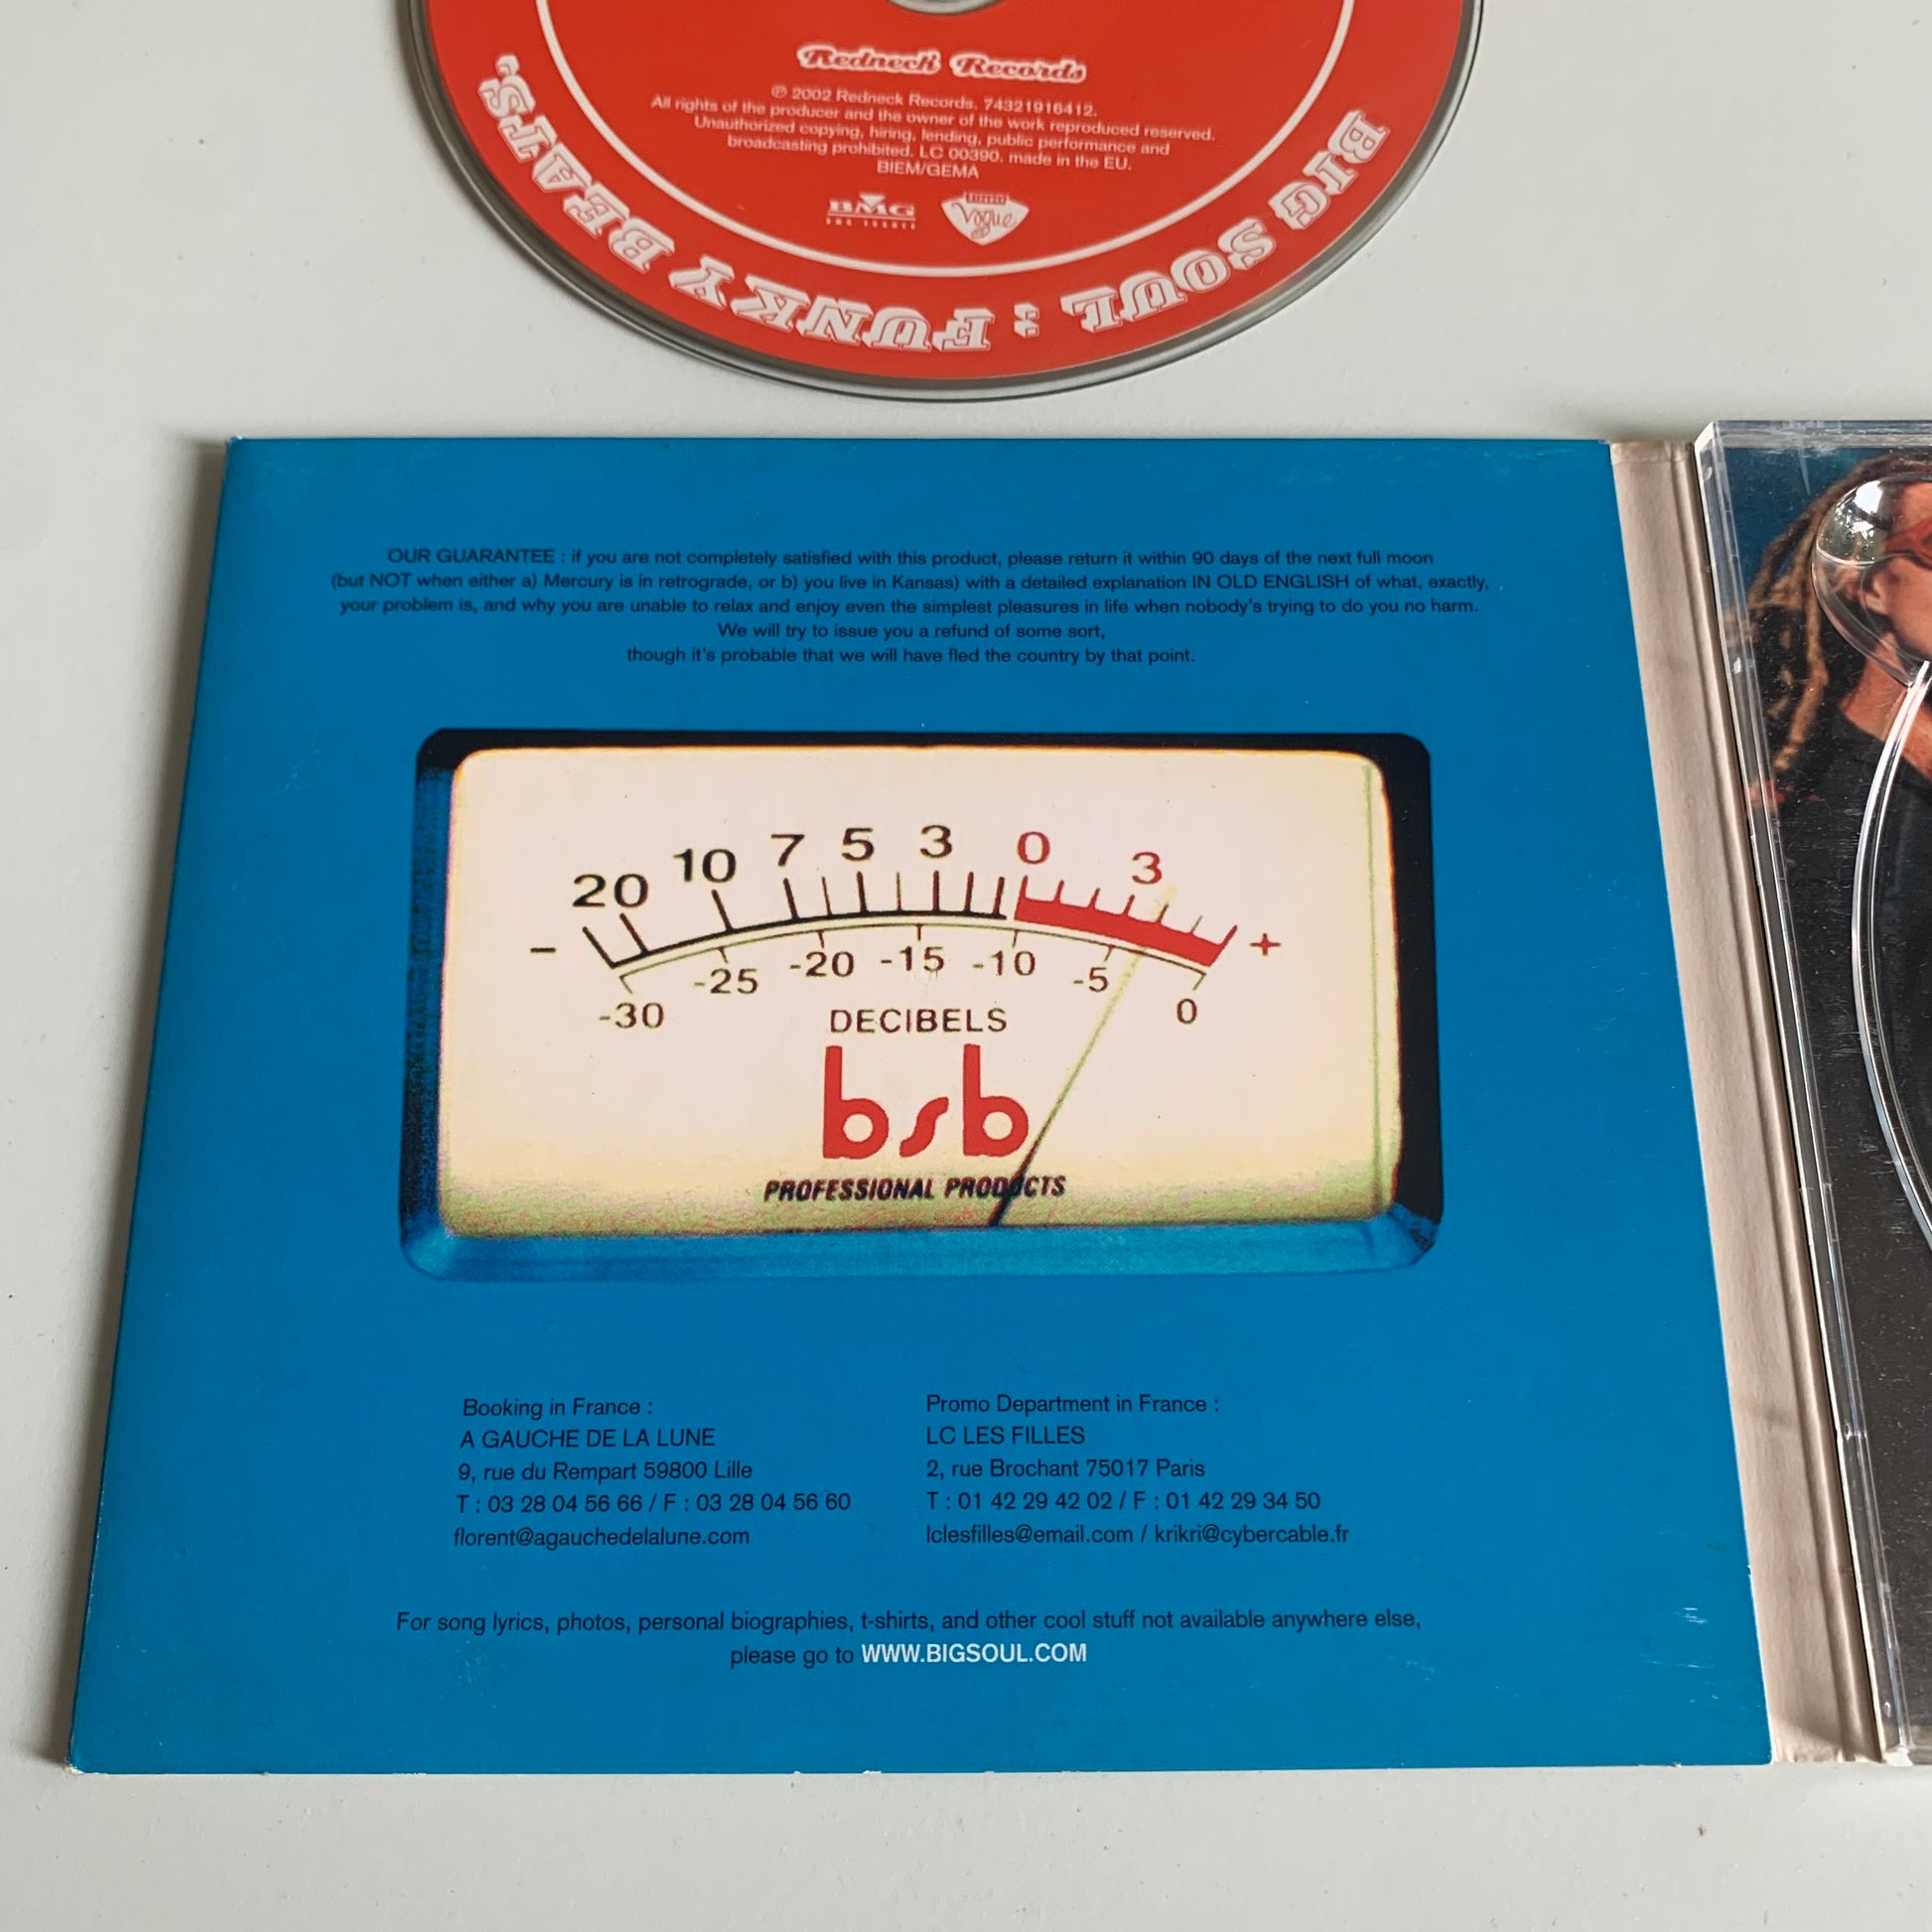 Redneck Records
℗ 2002 Redneck Records. 74321916412.
All rights of the producer and the owner of the work reproduced reserved.
Unauthorized copying, hiring, lending, public performance and
broadcasting prohibited. LC 00390. made in the EU.
BIEM/GEMA
BMG
Vogue
BIG SOUL : FUNKY BEATS.
OUR GUARANTEE : if you are not completely satisfied with this product, please return it within 90 days of the next full moon
(but NOT when either a) Mercury is in retrograde, or b) you live in Kansas) with a detailed explanation IN OLD ENGLISH of what, exactly,
your problem is, and why you are unable to relax and enjoy even the simplest pleasures in life when nobody's trying to do you no harm.
We will try to issue you a refund of some sort,
though it's probable that we will have fled the country by that point.
20 10 7 5 3 0 3
- +
-30 -25 -20 -15 -10 -5 0
DECIBELS
bsb
PROFESSIONAL PRODUCTS
Booking in France :
A GAUCHE DE LA LUNE
9, rue du Rempart 59800 Lille
T : 03 28 04 56 66 / F : 03 28 04 56 60
florent@agauchedelalune.com
Promo Department in France :
LC LES FILLES
2, rue Brochant 75017 Paris
T : 01 42 29 42 02 / F : 01 42 29 34 50
lclesfilles@email.com / krikri@cybercable.fr
For song lyrics, photos, personal biographies, t-shirts, and other cool stuff not available anywhere else,
please go to WWW.BIGSOUL.COM